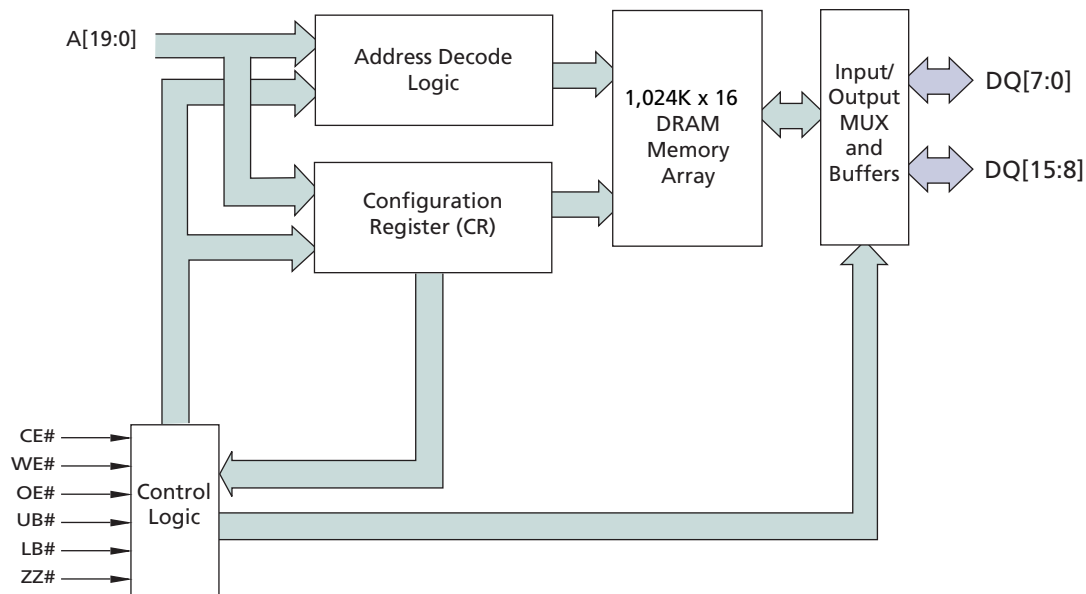 A[19:0]
Address Decode
Logic
1,024K x 16
DRAM
Memory
Array
Input/
Output
MUX
and
Buffers
DQ[7:0]
DQ[15:8]
Configuration
Register (CR)
CE#
WE#
OE#
UB#
LB#
ZZ#
Control
Logic